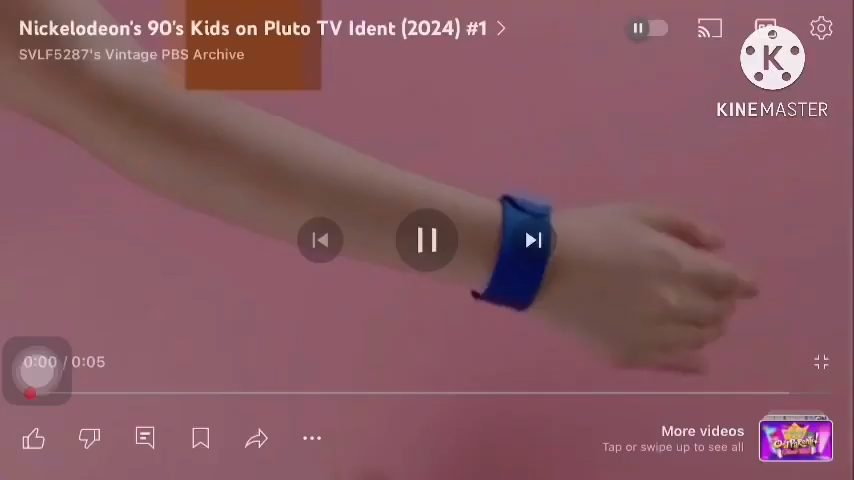 Nickelodeon's 90's Kids on Pluto TV Ident (2024) #1
SVLF5287's Vintage PBS Archive
K
KINEMASTER
0:00 / 0:05
More videos
Tap or swipe up to see all